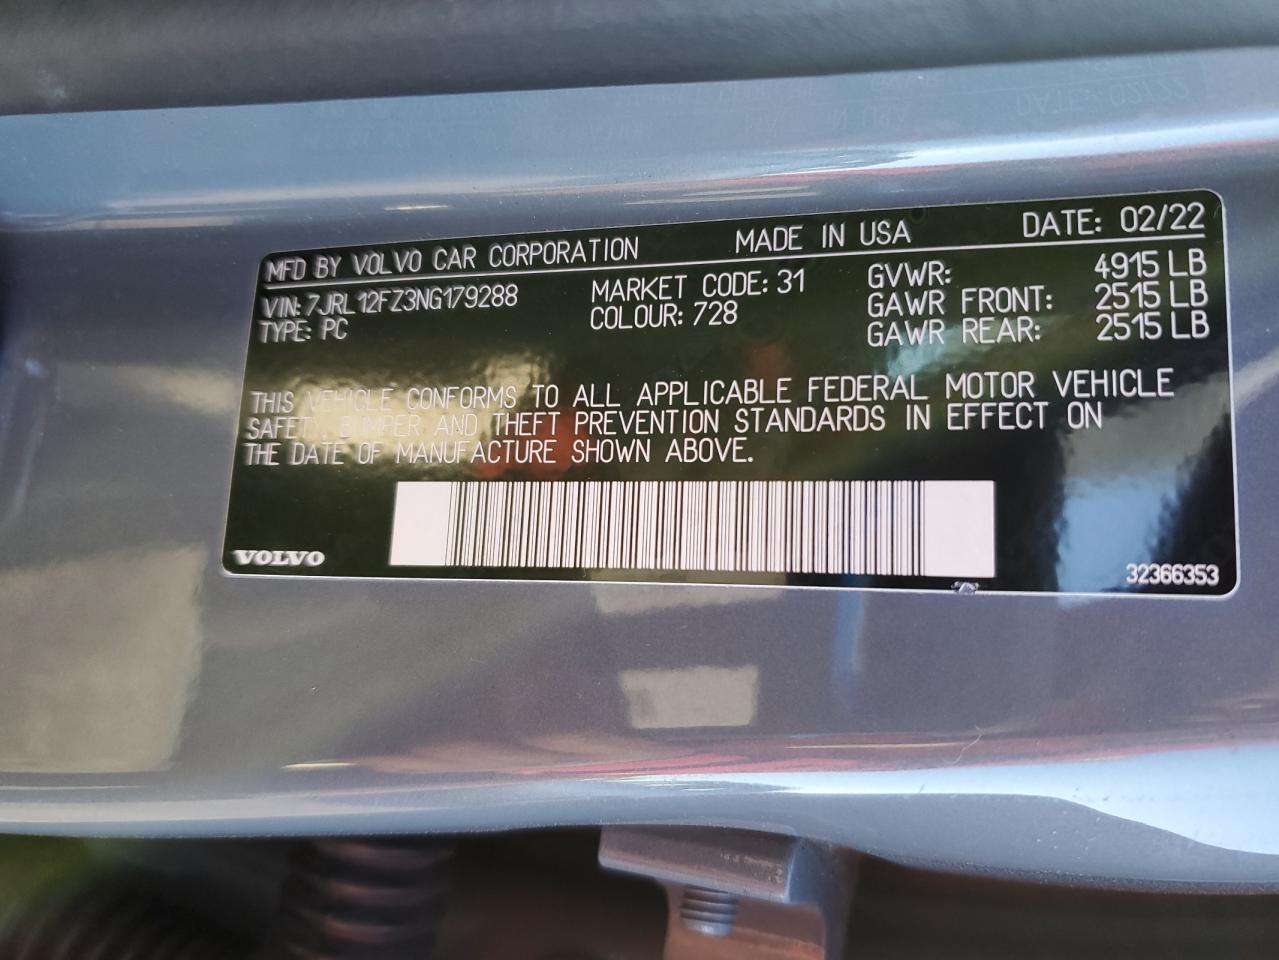 MFD BY VOLVO CAR CORPORATION MADE IN USA DATE: 02/22
VIN: 7JRL12FZ3NG179288 MARKET CODE: 31 GVWR: 4915 LB
TYPE: PC COLOUR: 728 GAWR FRONT: 2515 LB
GAWR REAR: 2515 LB
THIS VEHICLE CONFORMS TO ALL APPLICABLE FEDERAL MOTOR VEHICLE
SAFETY, BUMPER AND THEFT PREVENTION STANDARDS IN EFFECT ON
THE DATE OF MANUFACTURE SHOWN ABOVE.
VOLVO
32366353